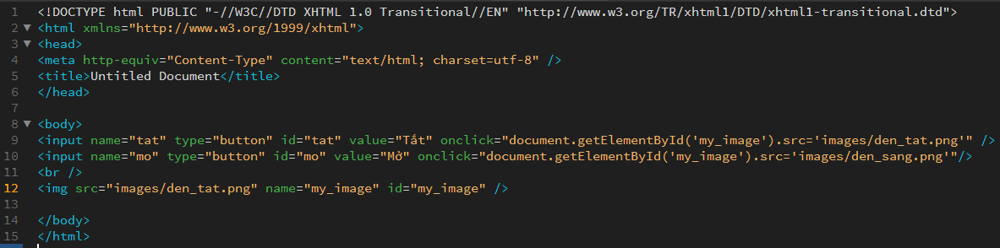 1 <!DOCTYPE html PUBLIC "-//W3C//DTD XHTML 1.0 Transitional//EN" "http://www.w3.org/TR/xhtml1/DTD/xhtml1-transitional.dtd">
2 <html xmlns="http://www.w3.org/1999/xhtml">
3 <head>
4 <meta http-equiv="Content-Type" content="text/html; charset=utf-8" />
5 <title>Untitled Document</title>
6 </head>
7
8 <body>
9 <input name="tat" type="button" id="tat" value="Tắt" onclick="document.getElementById('my_image').src='images/den_tat.png'" />
10 <input name="mo" type="button" id="mo" value="Mở" onclick="document.getElementById('my_image').src='images/den_sang.png'"/>
11 <br />
12 <img src="images/den_tat.png" name="my_image" id="my_image" />
13
14 </body>
15 </html>